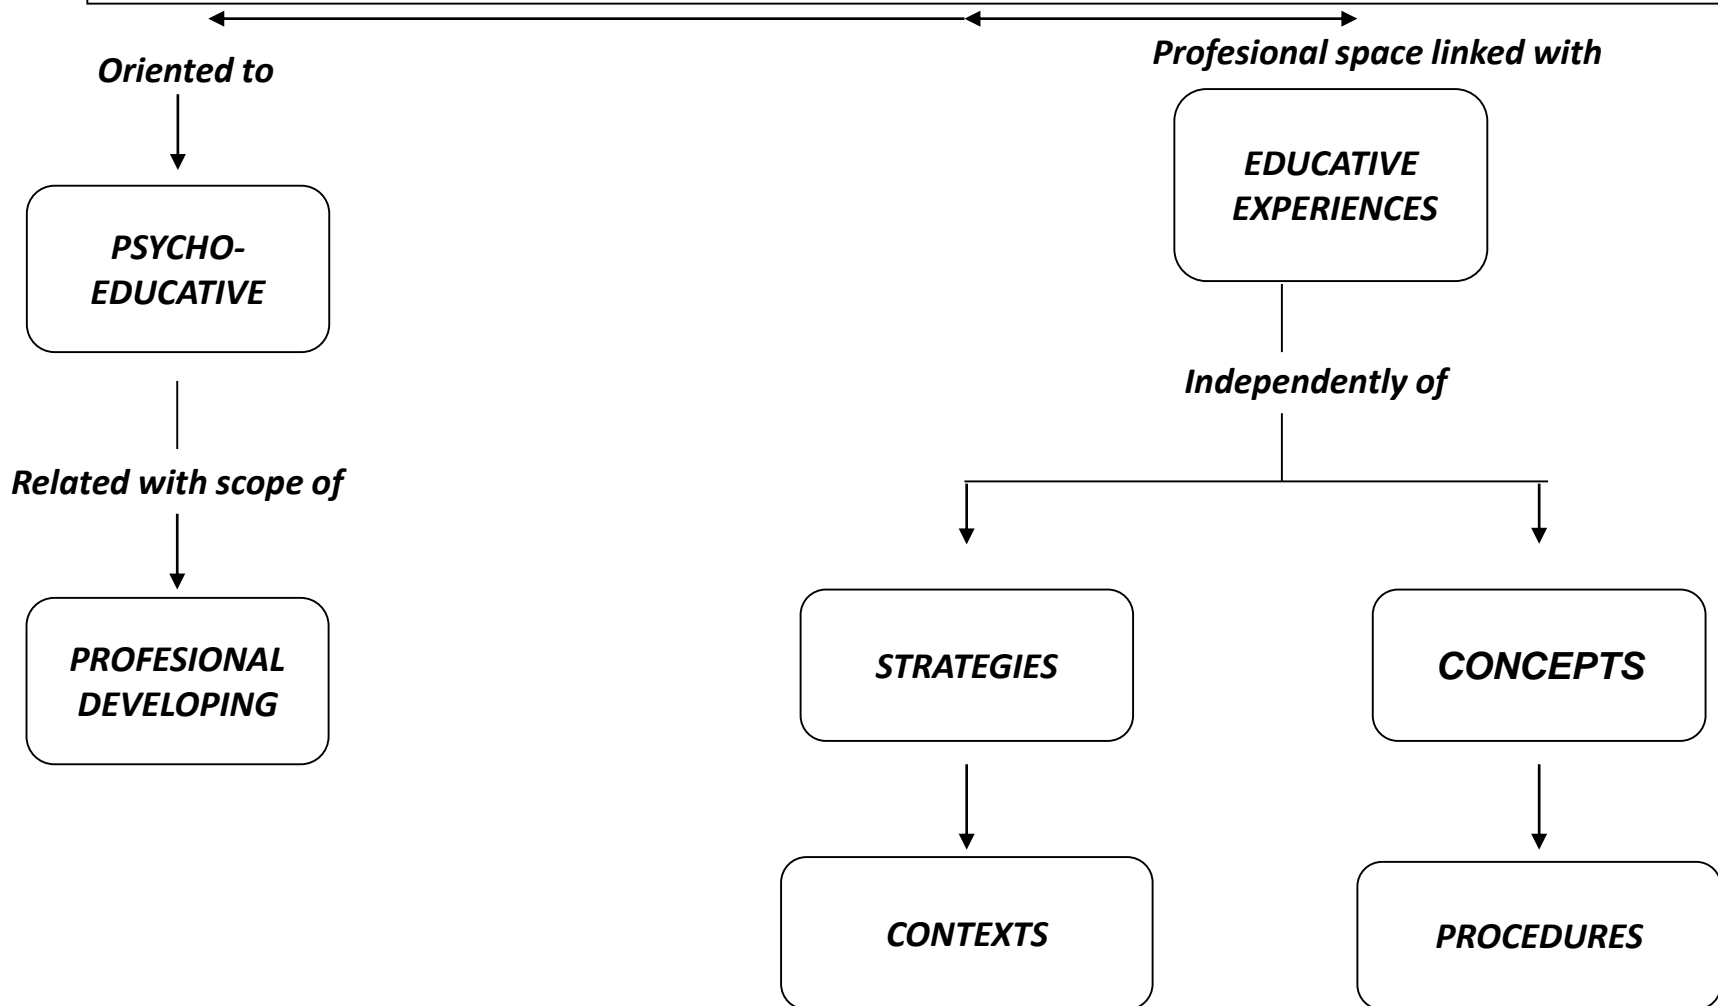 Oriented to
Profesional space linked with
EDUCATIVE
EXPERIENCES
PSYCHO-
EDUCATIVE
Independently of
Related with scope of
PROFESIONAL
DEVELOPING
STRATEGIES
CONCEPTS
CONTEXTS
PROCEDURES